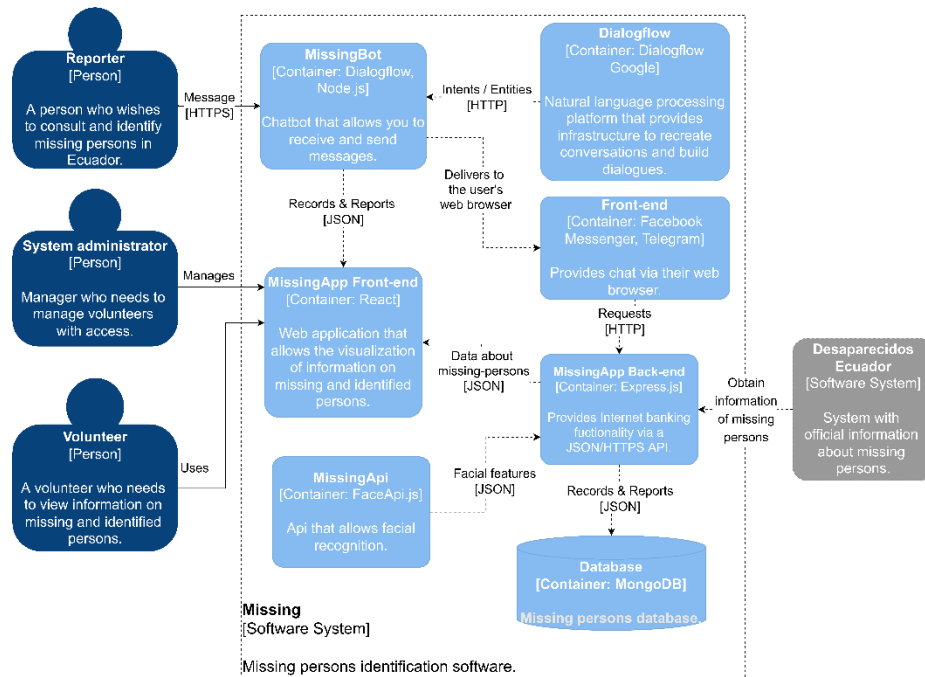 Reporter
[Person]
A person who wishes
to consult and identify
missing persons in
Ecuador.
Message
[HTTPS]
MissingBot
[Container: Dialogflow,
Node.js]
Chatbot that allows you to
receive and send
messages.
Intents / Entities
[HTTP]
Dialogflow
[Container: Dialogflow
Google]
Natural language processing
platform that provides
infrastructure to recreate
conversations and build
dialogues.
Delivers to
the user's
web browser
Records & Reports
[JSON]
System administrator
[Person]
Manager who needs to
manage volunteers
with access.
Manages
MissingApp Front-end
[Container: React]
Web application that
allows the visualization
of information on
missing and identified
persons.
Front-end
[Container: Facebook
Messenger, Telegram]
Provides chat via their web
browser.
Requests
[HTTP]
Data about
missing-persons
[JSON]
MissingApp Back-end
[Container: Express.js]
Provides Internet banking
fuctionality via a
JSON/HTTPS API.
Obtain
information
of missing
persons
Desaparecidos
Ecuador
[Software System]
System with
official information
about missing
persons.
Volunteer
[Person]
A volunteer who needs
to view information on
missing and identified
persons.
Uses
MissingApi
[Container: FaceApi.js]
Api that allows facial
recognition.
Facial features
[JSON]
Records & Reports
[JSON]
Database
[Container: MongoDB]
Missing persons database.
Missing
[Software System]
Missing persons identification software.